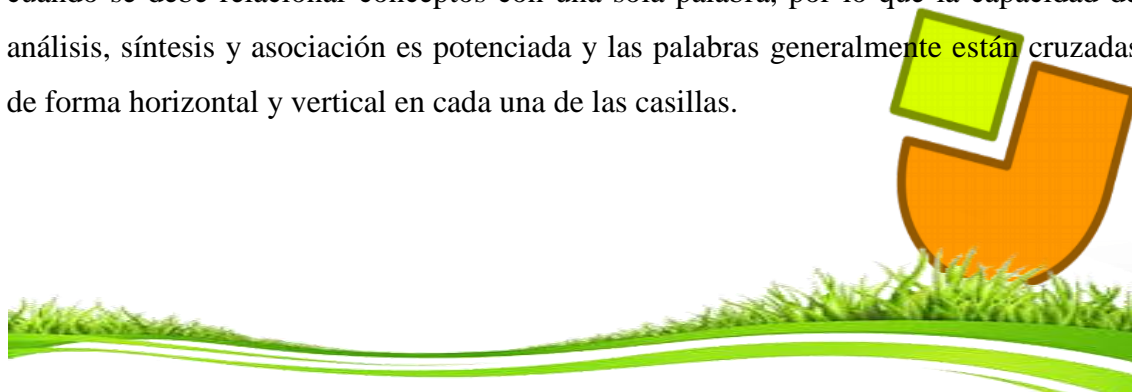 cuando se debe relacionar conceptos con una sola palabra, por lo que la capacidad de
análisis, síntesis y asociación es potenciada y las palabras generalmente están cruzadas
de forma horizontal y vertical en cada una de las casillas.